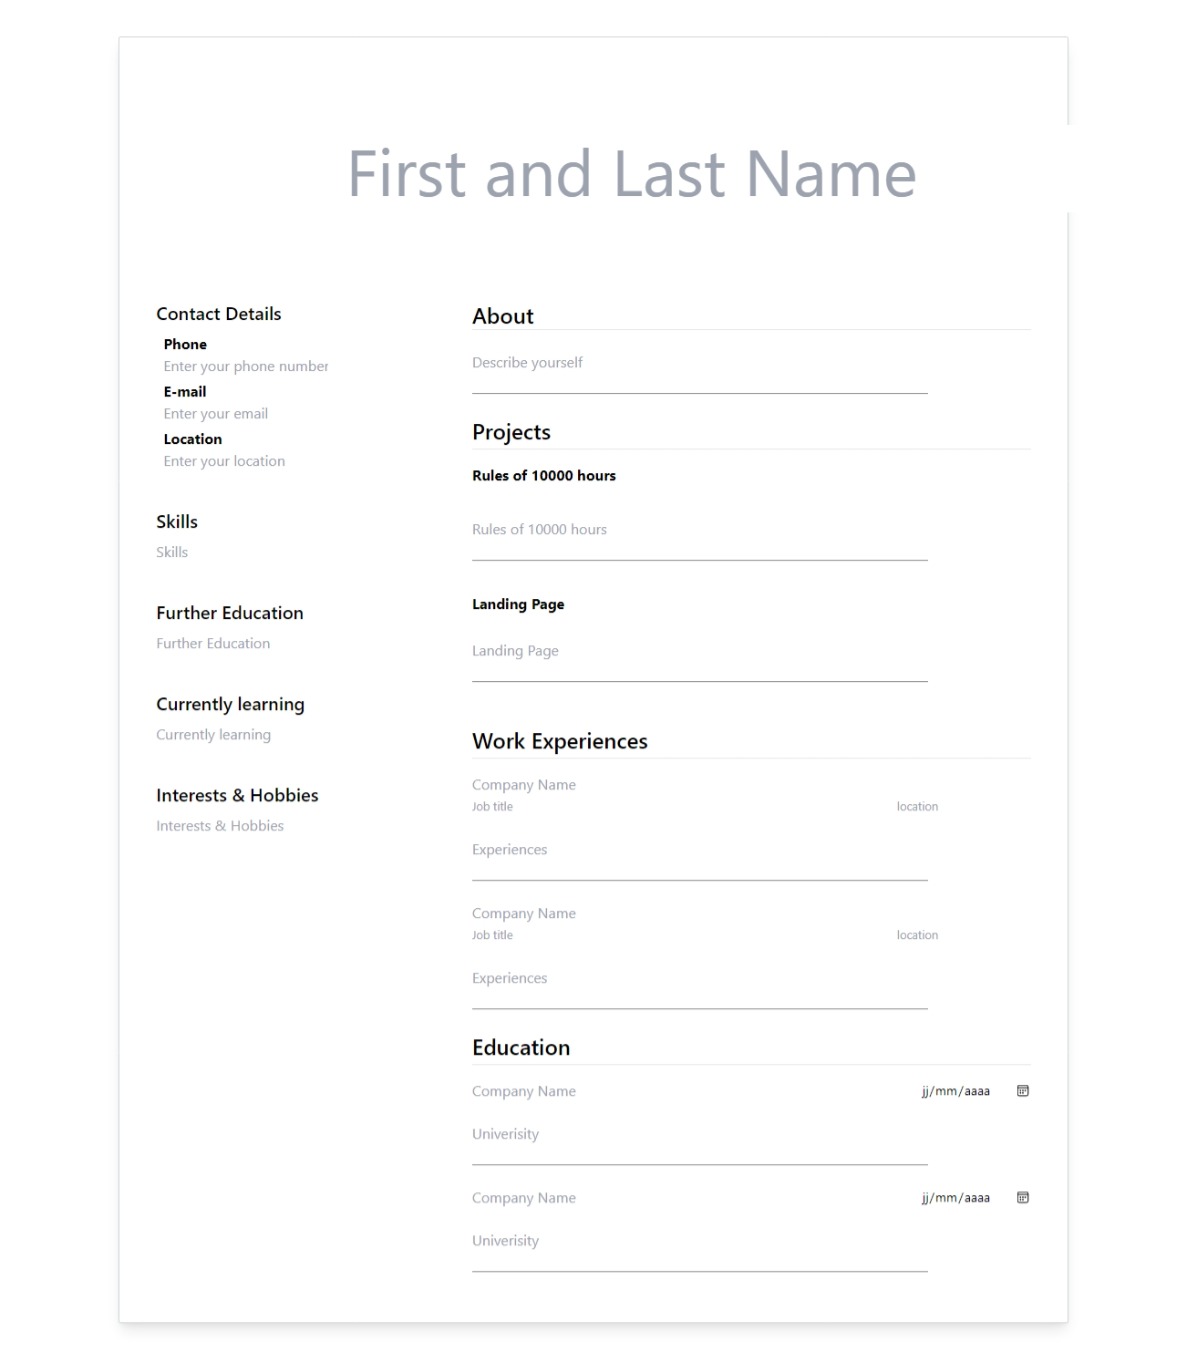 First and Last Name
Contact Details
Phone
Enter your phone number
E-mail
Enter your email
Location
Enter your location
Skills
Skills
Further Education
Further Education
Currently learning
Currently learning
Interests & Hobbies
Interests & Hobbies
About
Describe yourself
Projects
Rules of 10000 hours
Rules of 10000 hours
Landing Page
Landing Page
Work Experiences
Company Name
Job title location
Experiences
Company Name
Job title location
Experiences
Education
Company Name jj/mm/aaaa
Univerisity
Company Name jj/mm/aaaa
Univerisity